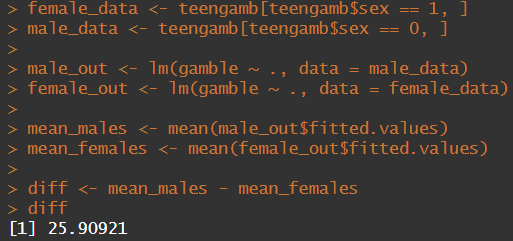 > female_data <- teengamb[teengamb$sex == 1, ]
> male_data <- teengamb[teengamb$sex == 0, ]
>
> male_out <- lm(gamble ~ ., data = male_data)
> female_out <- lm(gamble ~ ., data = female_data)
>
> mean_males <- mean(male_out$fitted.values)
> mean_females <- mean(female_out$fitted.values)
>
> diff <- mean_males - mean_females
> diff
[1] 25.90921